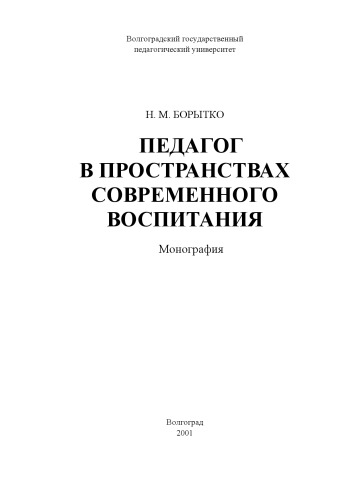 Волгоградский государственный
педагогический университет
Н. М. БОРЫТКО
ПЕДАГОГ
В ПРОСТРАНСТВАХ
СОВРЕМЕННОГО
ВОСПИТАНИЯ
Монография
Волгоград
2001